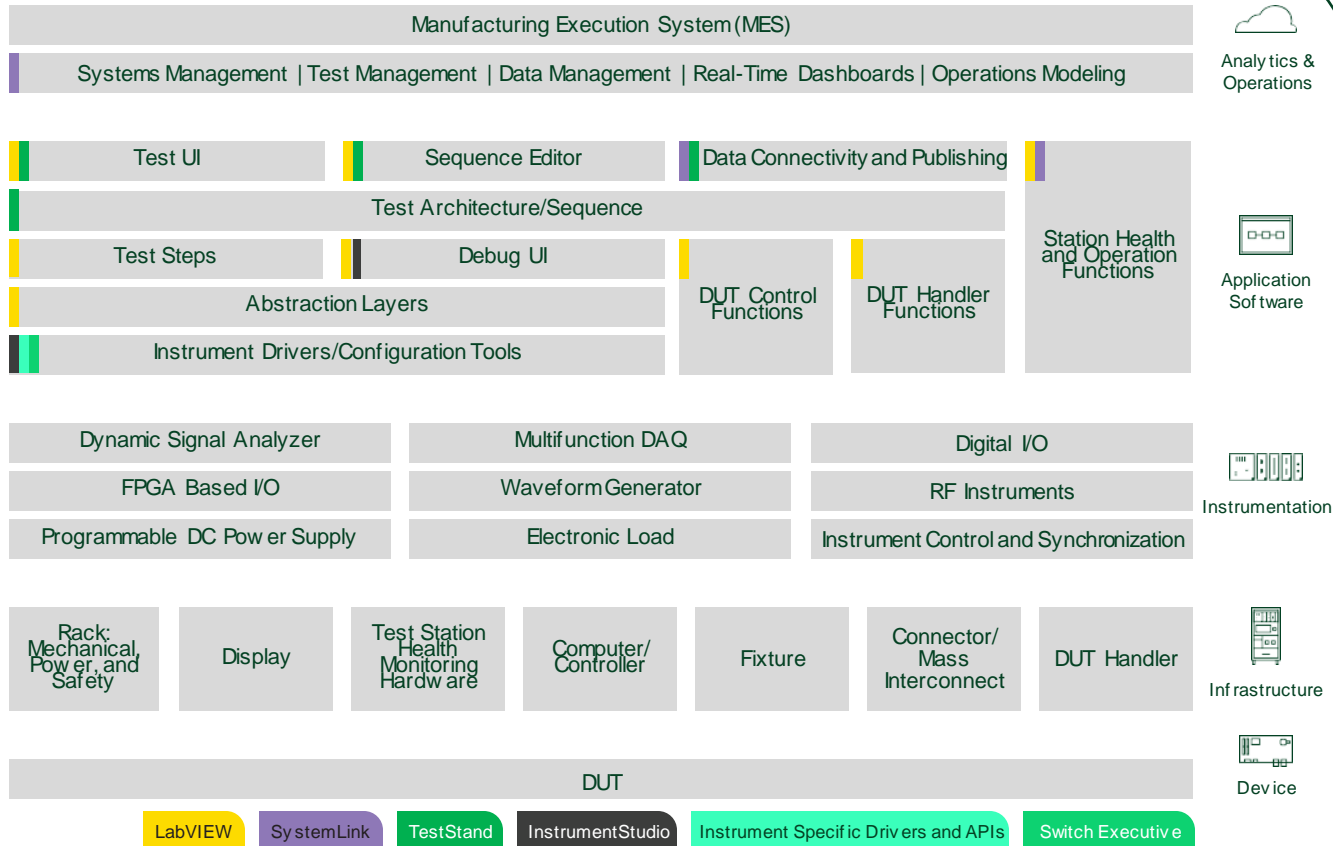 Manufacturing Execution System (MES)
Systems Management | Test Management | Data Management | Real-Time Dashboards | Operations Modeling
Analytics &
Operations
Test UI
Sequence Editor
Data Connectivity and Publishing
Test Architecture/Sequence
Test Steps
Debug UI
Abstraction Layers
Instrument Drivers/Configuration Tools
DUT Control
Functions
DUT Handler
Functions
Station Health
and Operation
Functions
Application
Software
Dynamic Signal Analyzer
Multifunction DAQ
Digital I/O
FPGA Based I/O
Waveform Generator
RF Instruments
Programmable DC Power Supply
Electronic Load
Instrument Control and Synchronization
Instrumentation
Rack:
Mechanical,
Power, and
Safety
Display
Test Station
Health
Monitoring
Hardware
Computer/
Controller
Fixture
Connector/
Mass
Interconnect
DUT Handler
Infrastructure
DUT
Device
LabVIEW
SystemLink
TestStand
InstrumentStudio
Instrument Specific Drivers and APIs
Switch Executive